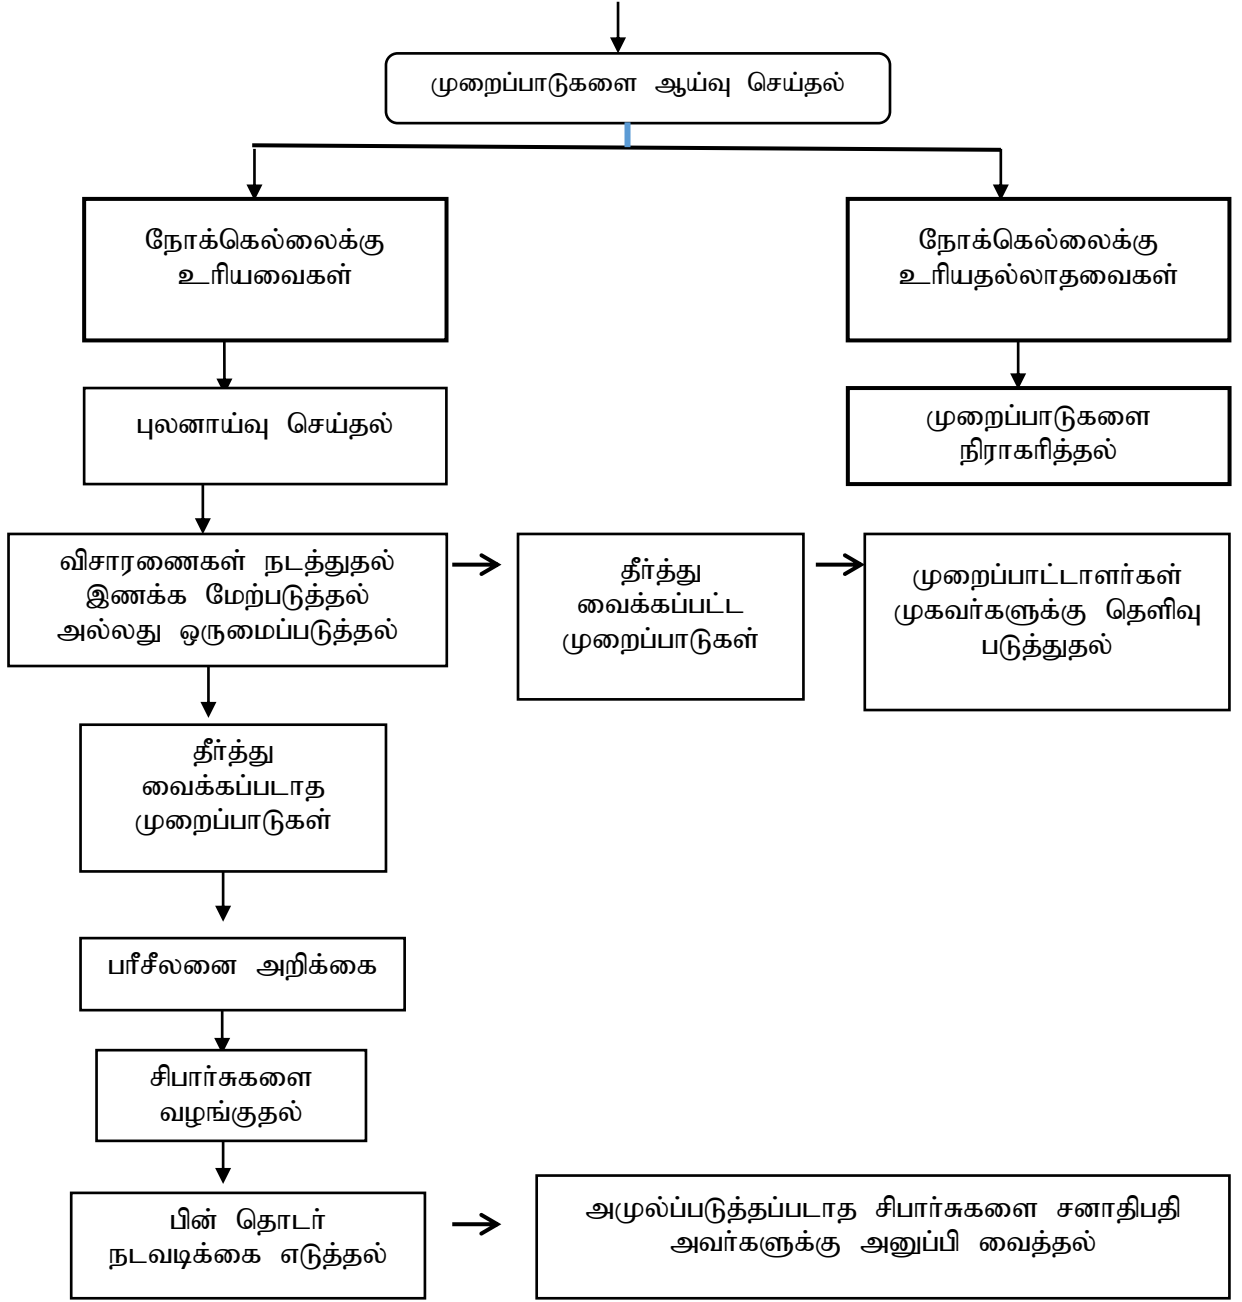 முறைப்பாடுகளை ஆய்வு செய்தல்
நோக்கெல்லைக்கு
உரியவைகள்
நோக்கெல்லைக்கு
உரியதல்லாதவைகள்
புலனாய்வு செய்தல்
முறைப்பாடுகளை
நிராகரித்தல்
விசாரணைகள் நடத்துதல்
இணக்க மேற்படுத்தல்
அல்லது ஒருமைப்படுத்தல்
தீர்த்து
வைக்கப்பட்ட
முறைப்பாடுகள்
முறைப்பாட்டாளர்கள்
முகவர்களுக்கு தெளிவு
படுத்துதல்
தீர்த்து
வைக்கப்படாத
முறைப்பாடுகள்
பரீசீலனை அறிக்கை
சிபார்சுகளை
வழங்குதல்
பின் தொடர்
நடவடிக்கை எடுத்தல்
அமுல்ப்படுத்தப்படாத சிபார்சுகளை சனாதிபதி
அவர்களுக்கு அனுப்பி வைத்தல்